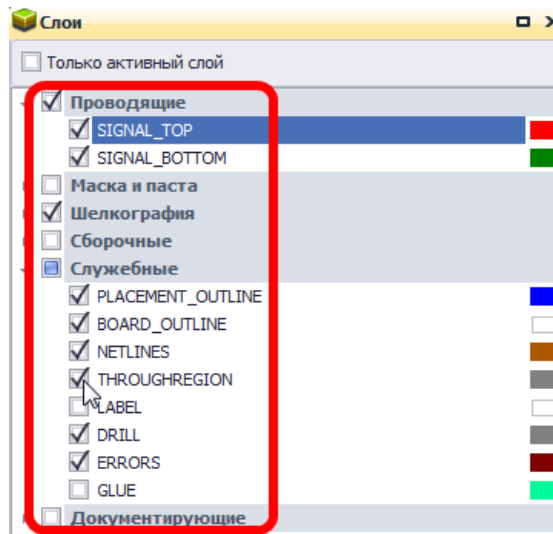 Слои
Только активный слой
Проводящие
SIGNAL_TOP
SIGNAL_BOTTOM
Маска и паста
Шелкография
Сборочные
Служебные
PLACEMENT_OUTLINE
BOARD_OUTLINE
NETLINES
THROUGHREGION
LABEL
DRILL
ERRORS
GLUE
Документирующие